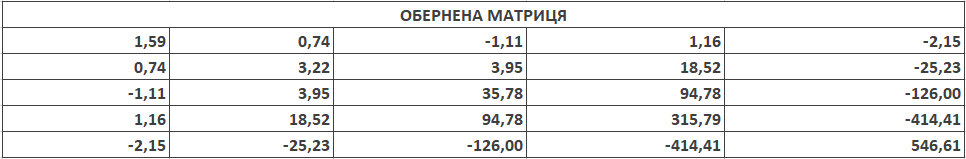 ОБЕРНЕНА МАТРИЦЯ
1,59 0,74 -1,11 1,16 -2,15
0,74 3,22 3,95 18,52 -25,23
-1,11 3,95 35,78 94,78 -126,00
1,16 18,52 94,78 315,79 -414,41
-2,15 -25,23 -126,00 -414,41 546,61